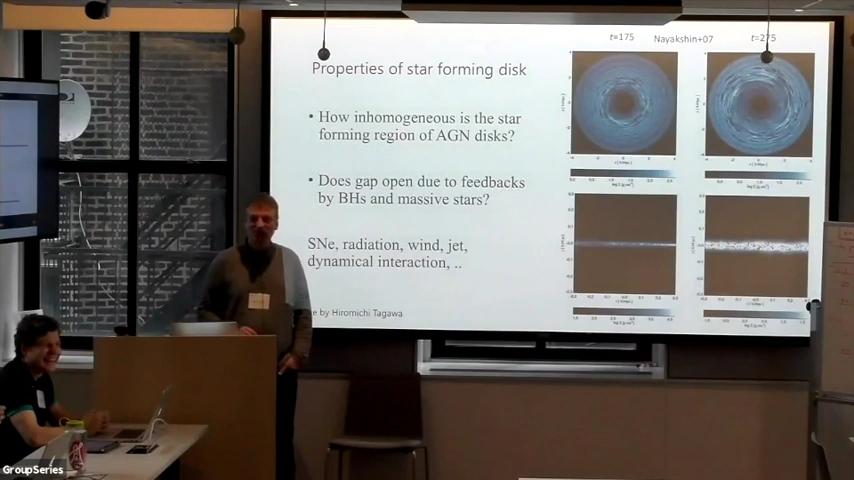 t=175
Nayakshin+07
t=275
Properties of star forming disk
• How inhomogeneous is the star
forming region of AGN disks?
• Does gap open due to feedbacks
by BHs and massive stars?
SNe, radiation, wind, jet,
dynamical interaction, ..
e by Hiromichi Tagawa
GroupSeries